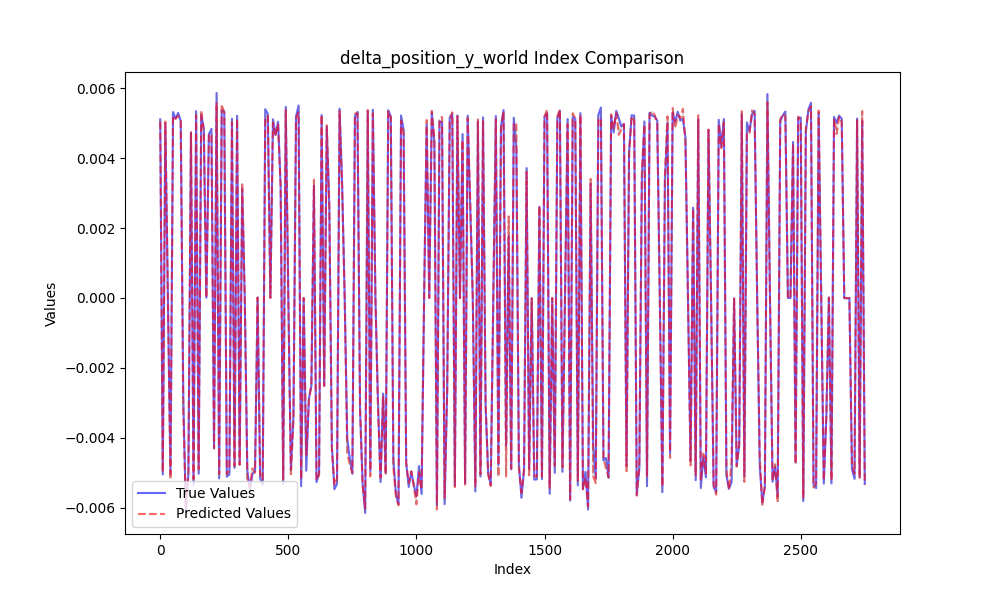 delta_position_y_world Index Comparison
0.006
0.004
0.002
0.000
−0.002
−0.004
−0.006
Values
True Values
Predicted Values
0 500 1000 1500 2000 2500
Index